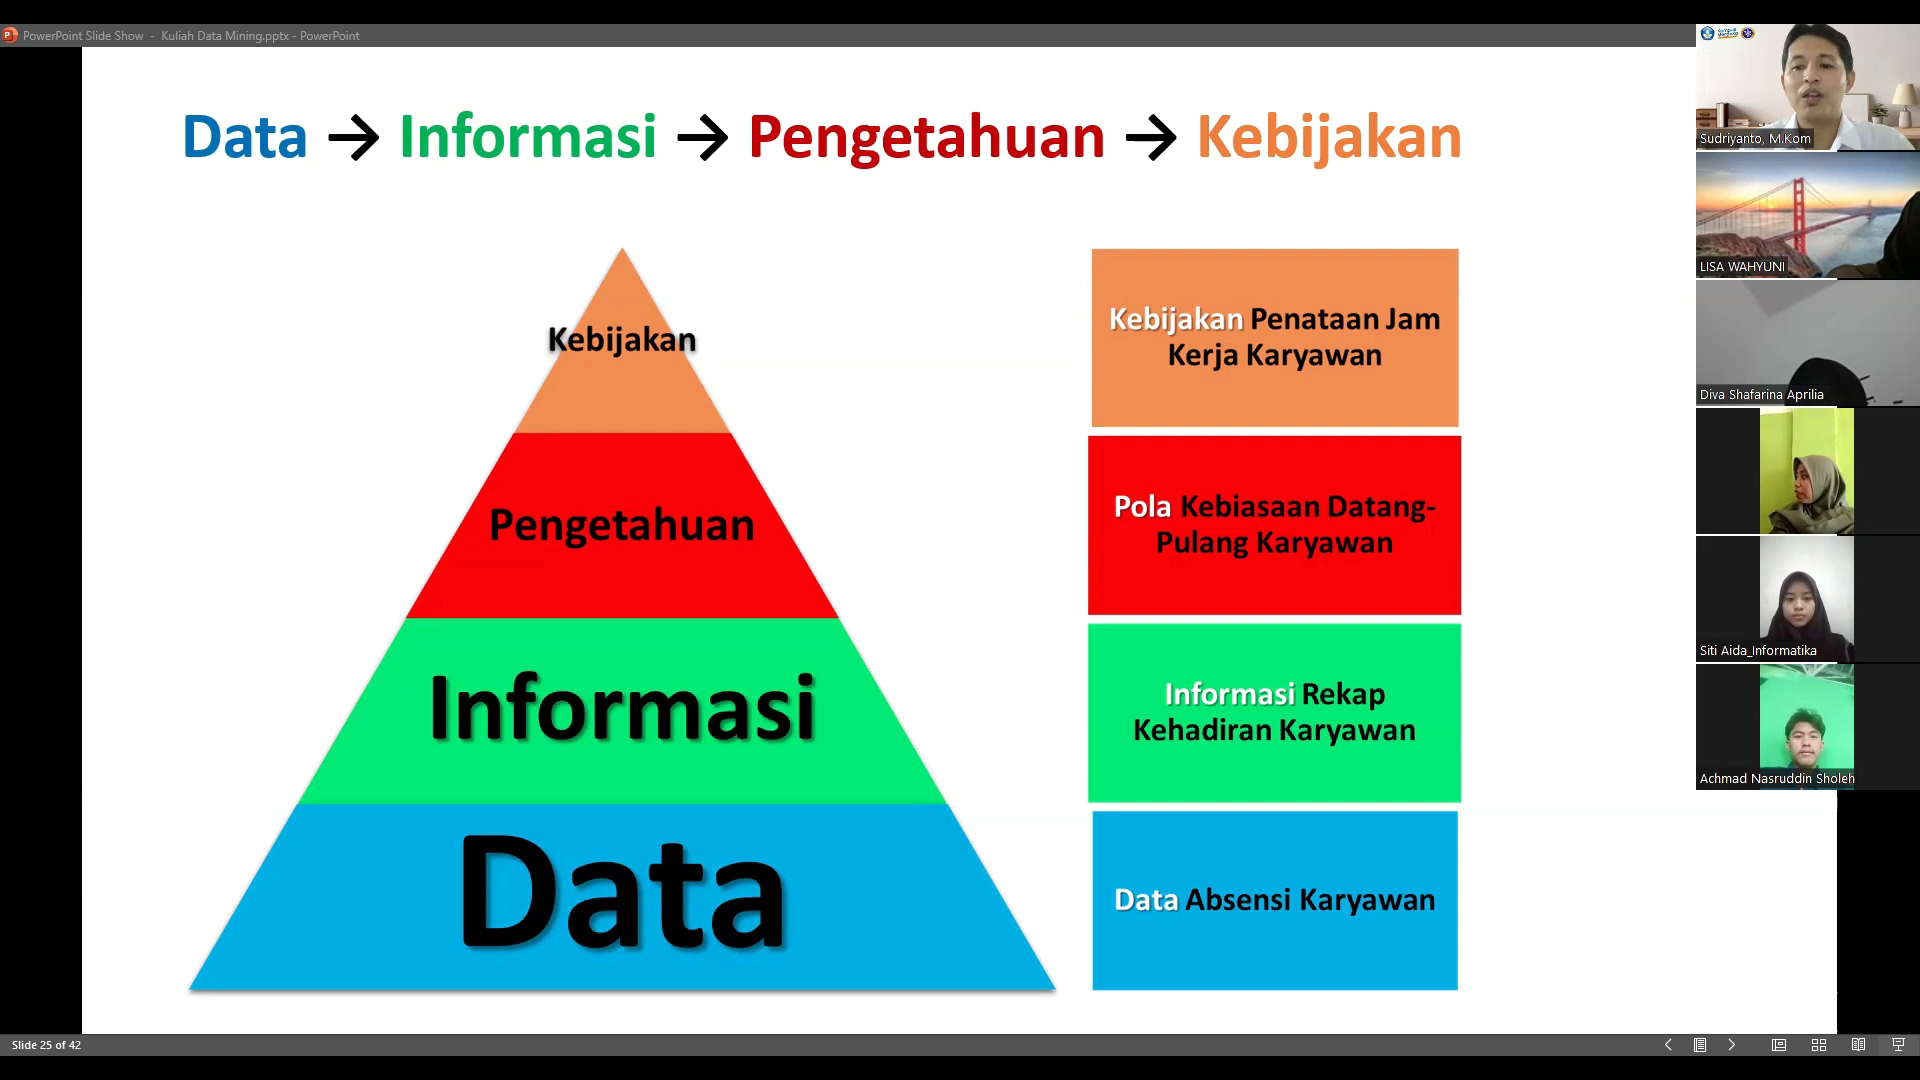 PowerPoint Slide Show - Kuliah Data Mining.pptx - PowerPoint
Data → Informasi → Pengetahuan → Kebijakan
Kebijakan
Pengetahuan
Informasi
Data
Kebijakan Penataan Jam
Kerja Karyawan
Pola Kebiasaan Datang-
Pulang Karyawan
Informasi Rekap
Kehadiran Karyawan
Data Absensi Karyawan
Sudriyanto, M.Kom
LISA WAHYUNI
Diva Shafarina Aprilia
Siti Aida_Informatika
Achmad Nasruddin Sholeh
Slide 25 of 42